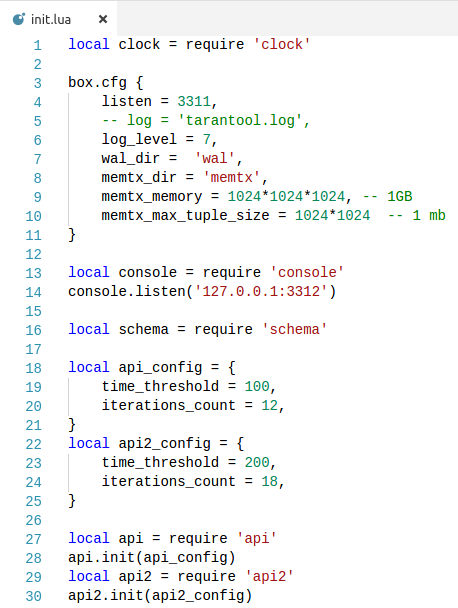 init.lua ×
1 local clock = require 'clock'
2
3 box.cfg {
4     listen = 3311,
5     -- log = 'tarantool.log',
6     log_level = 7,
7     wal_dir =  'wal',
8     memtx_dir = 'memtx',
9     memtx_memory = 1024*1024*1024, -- 1GB
10     memtx_max_tuple_size = 1024*1024  -- 1 mb
11 }
12
13 local console = require 'console'
14 console.listen('127.0.0.1:3312')
15
16 local schema = require 'schema'
17
18 local api_config = {
19     time_threshold = 100,
20     iterations_count = 12,
21 }
22 local api2_config = {
23     time_threshold = 200,
24     iterations_count = 18,
25 }
26
27 local api = require 'api'
28 api.init(api_config)
29 local api2 = require 'api2'
30 api2.init(api2_config)